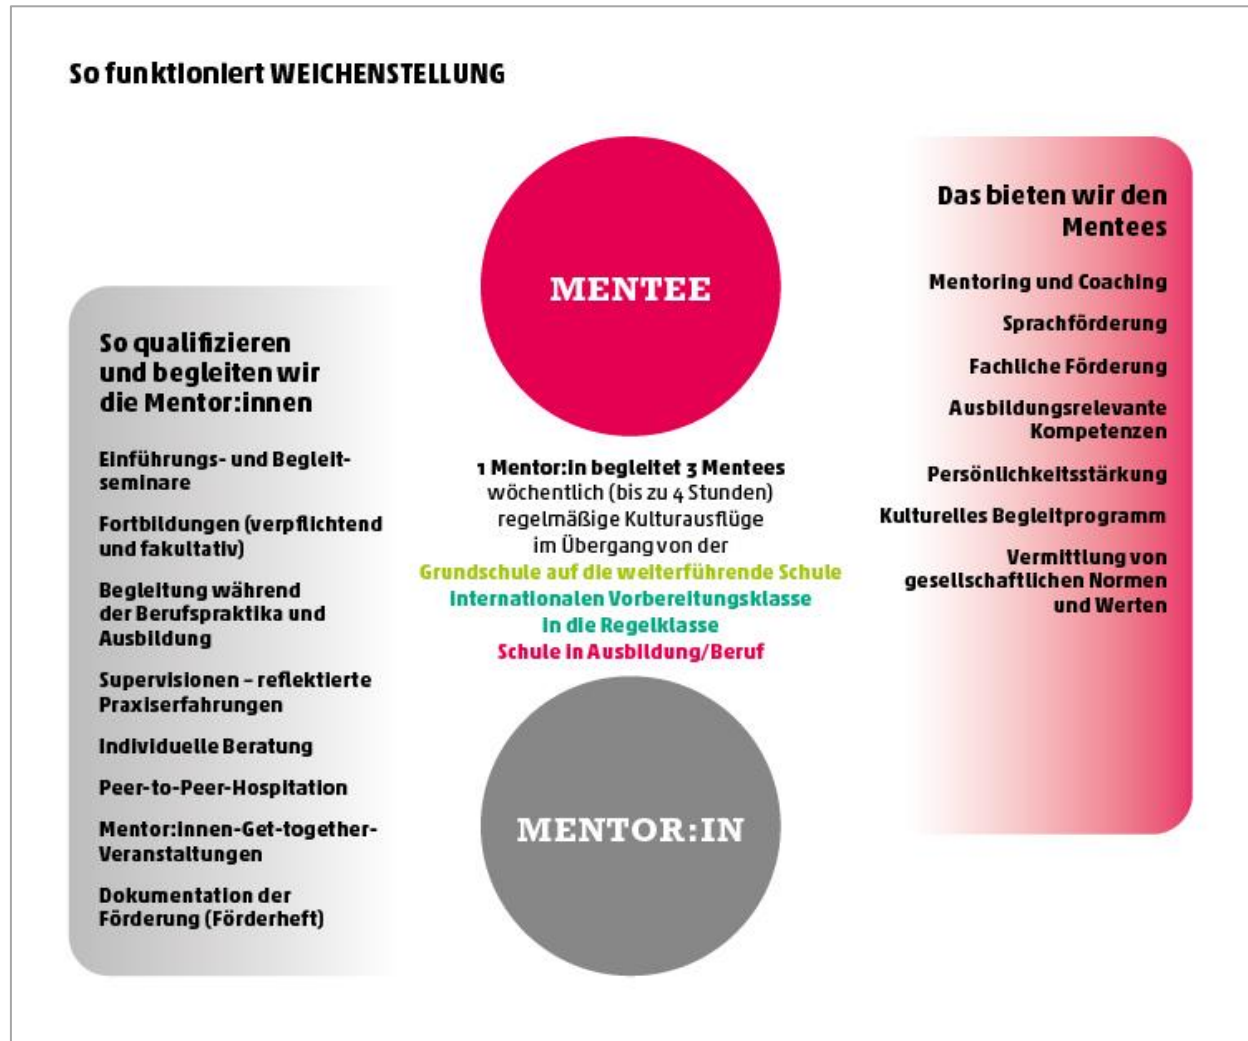 So funktioniert WEICHENSTELLUNG
So qualifizieren
und begleiten wir
die Mentor:innen
Einführungs- und Begleit-
seminare
Fortbildungen (verpflichtend
und fakultativ)
Begleitung während
der Berufspraktika und
Ausbildung
Supervisionen – reflektierte
Praxiserfahrungen
Individuelle Beratung
Peer-to-Peer-Hospitation
Mentor:innen-Get-together-
Veranstaltungen
Dokumentation der
Förderung (Förderheft)
MENTEE
1 Mentor:in begleitet 3 Mentees
wöchentlich (bis zu 4 Stunden)
regelmäßige Kulturausflüge
im Übergang von der
Grundschule auf die weiterführende Schule
Internationalen Vorbereitungsklasse
in die Regelklasse
Schule in Ausbildung/Beruf
MENTOR:IN
Das bieten wir den
Mentees
Mentoring und Coaching
Sprachförderung
Fachliche Förderung
Ausbildungsrelevante
Kompetenzen
Persönlichkeitsstärkung
Kulturelles Begleitprogramm
Vermittlung von
gesellschaftlichen Normen
und Werten